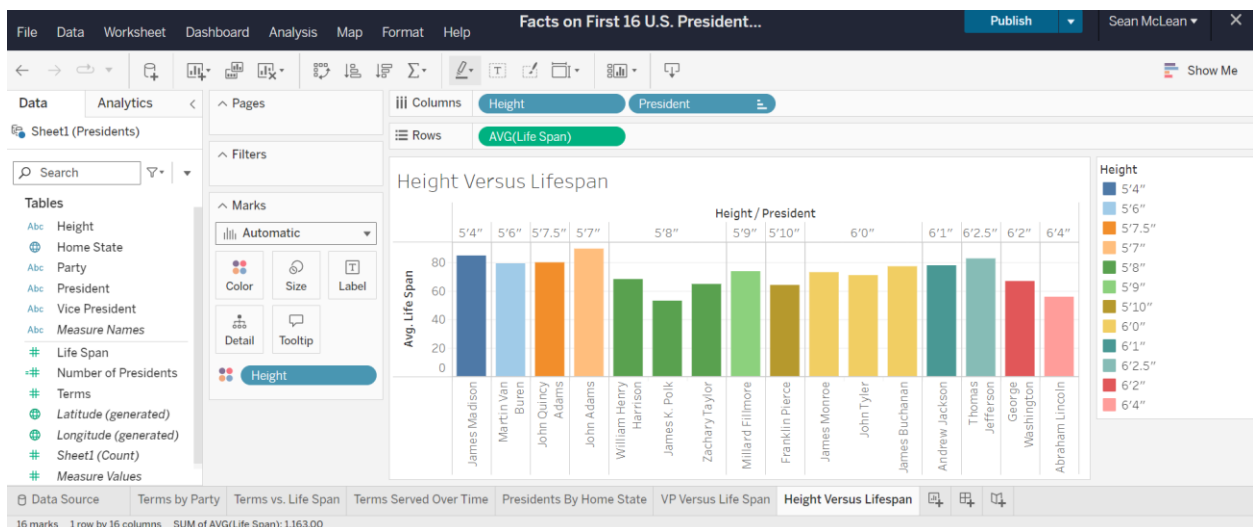 Facts on First 16 U.S. President...
Publish
Sean McLean
File Data Worksheet Dashboard Analysis Map Format Help
Show Me
Data Analytics
Sheet1 (Presidents)
Search
Tables
Abc Height
Home State
Abc Party
Abc President
Abc Vice President
Abc Measure Names
# Life Span
=# Number of Presidents
# Terms
Latitude (generated)
Longitude (generated)
# Sheet1 (Count)
# Measure Values
Pages
Filters
Marks
Automatic
Color Size Label
Detail Tooltip
Height
Columns Height President
Rows AVG(Life Span)
Height Versus Lifespan
Height / President
5'4" 5'6" 5'7.5" 5'7" 5'8" 5'9" 5'10" 6'0" 6'1" 6'2.5" 6'2" 6'4"
Avg. Life Span
80
60
40
20
0
James Madison
Martin Van
Buren
John Quincy
Adams
John Adams
William Henry
Harrison
James K. Polk
Zachary Taylor
Millard Fillmore
Franklin Pierce
James Monroe
John Tyler
James Buchanan
Andrew Jackson
Thomas
Jefferson
George
Washington
Abraham Lincoln
Height
5'4"
5'6"
5'7.5"
5'7"
5'8"
5'9"
5'10"
6'0"
6'1"
6'2.5"
6'2"
6'4"
Data Source Terms by Party Terms vs. Life Span Terms Served Over Time Presidents By Home State VP Versus Life Span Height Versus Lifespan
16 marks 1 row by 16 columns SUM of AVG(Life Span): 1,163.00